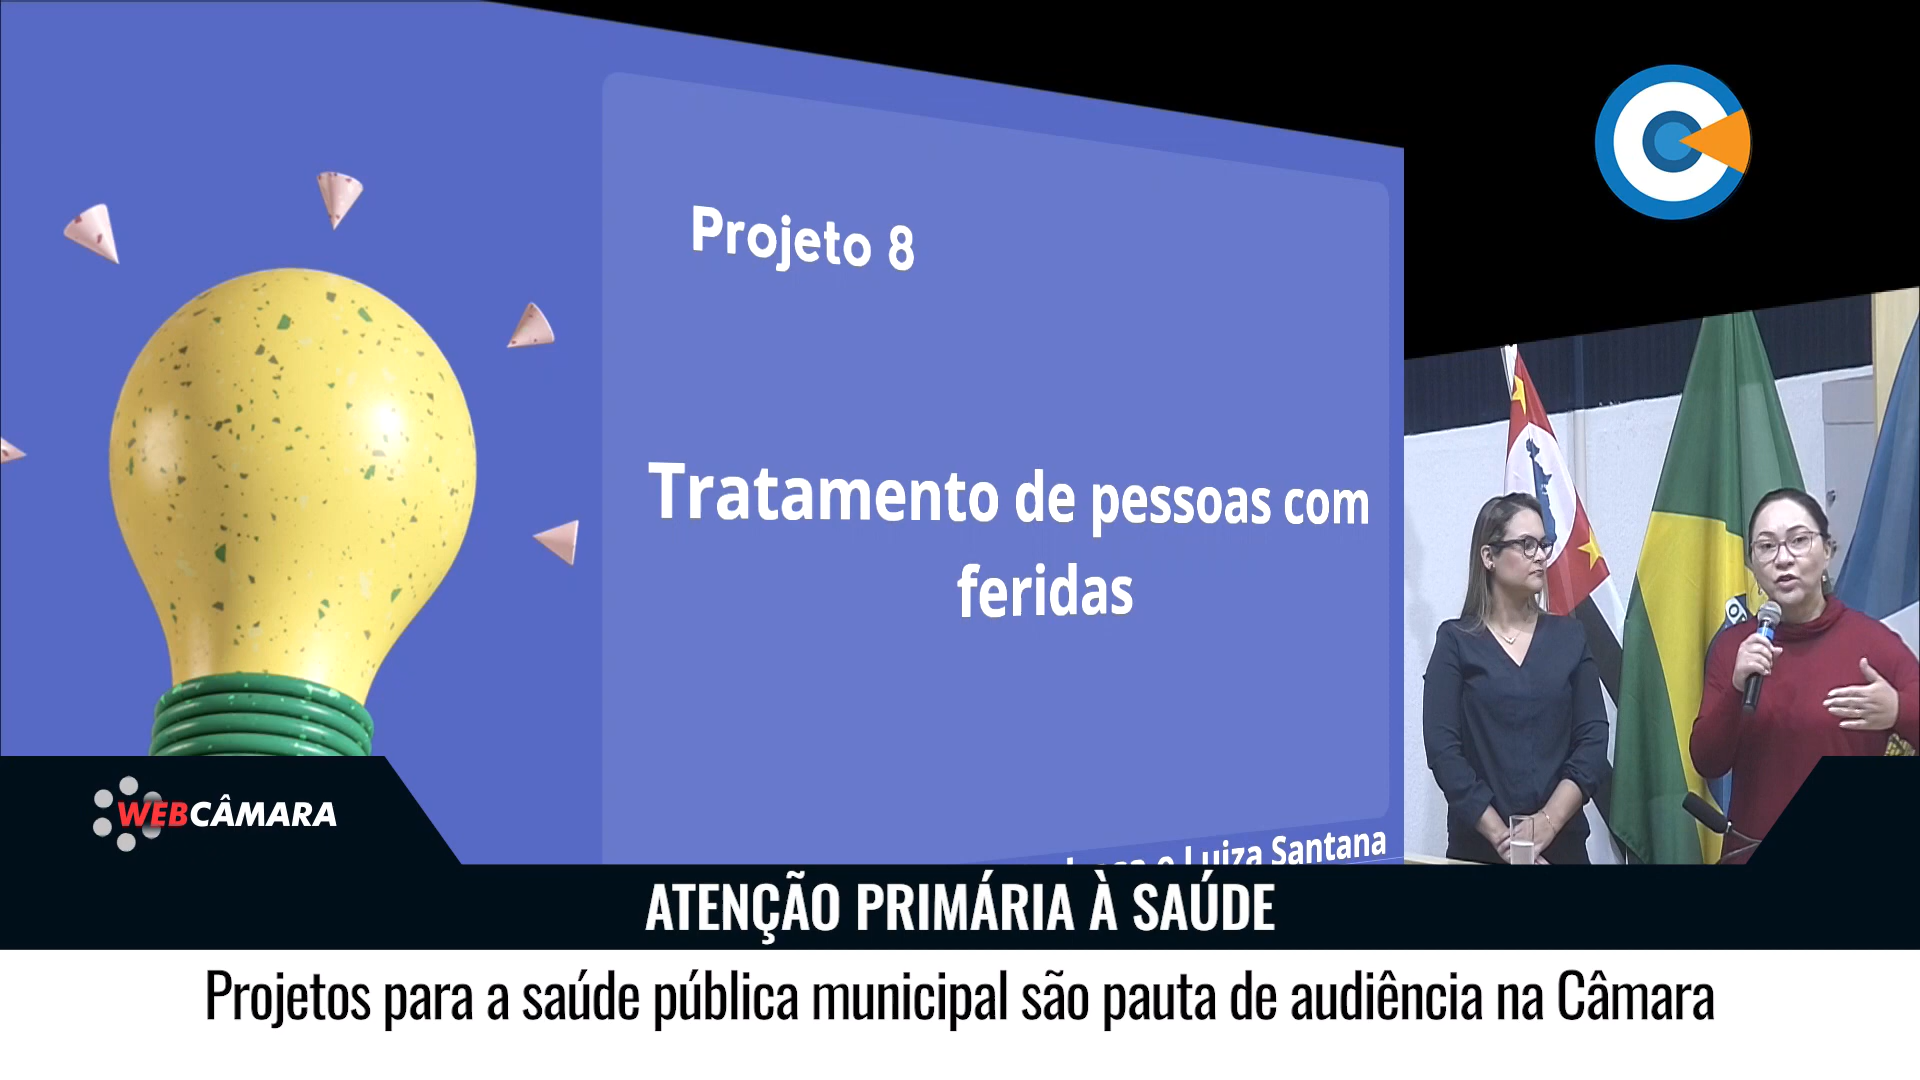 Projeto 8
Tratamento de pessoas com
feridas
e Luiza Santana
WEBCÂMARA
ATENÇÃO PRIMÁRIA À SAÚDE
Projetos para a saúde pública municipal são pauta de audiência na Câmara